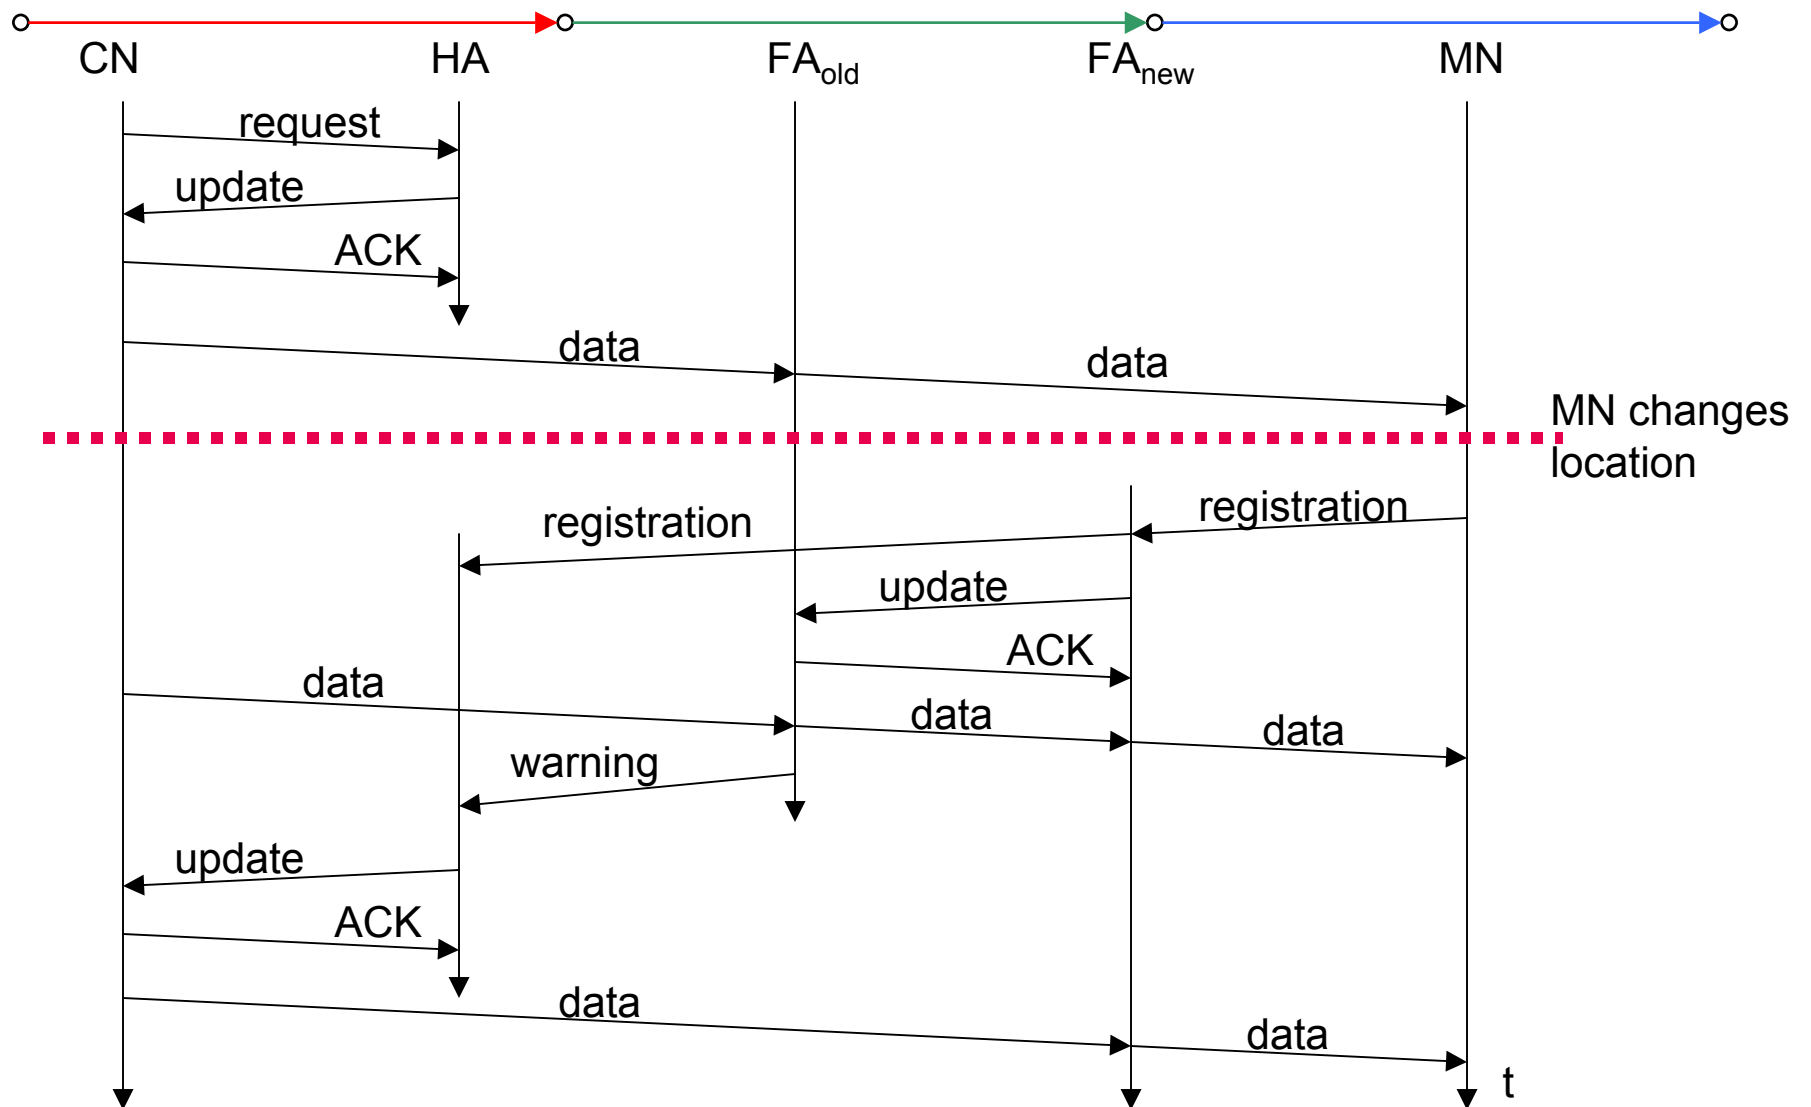 CN HA FAold FAnew MN
request
update
ACK
data data
MN changes
location
registration registration
update
ACK
data data data
warning
update
ACK
data data
t